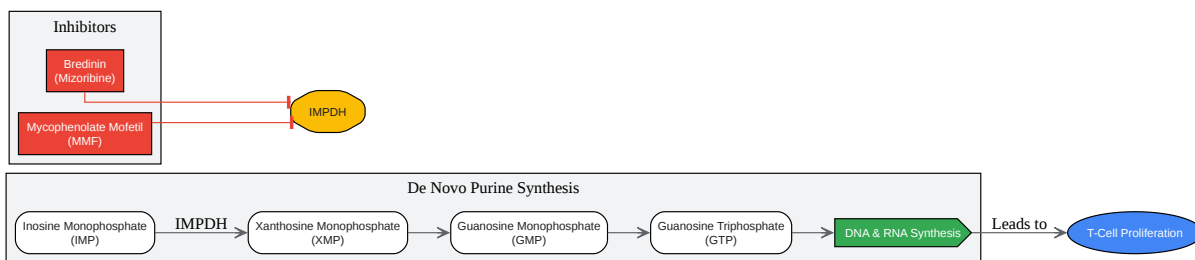 Inhibitors
Bredinin
(Mizoribine)
IMPDH
Mycophenolate Mofetil
(MMF)
De Novo Purine Synthesis
Inosine Monophosphate
(IMP)
IMPDH
Xanthosine Monophosphate
(XMP)
Guanosine Monophosphate
(GMP)
Guanosine Triphosphate
(GTP)
DNA & RNA Synthesis
Leads to
T-Cell Proliferation